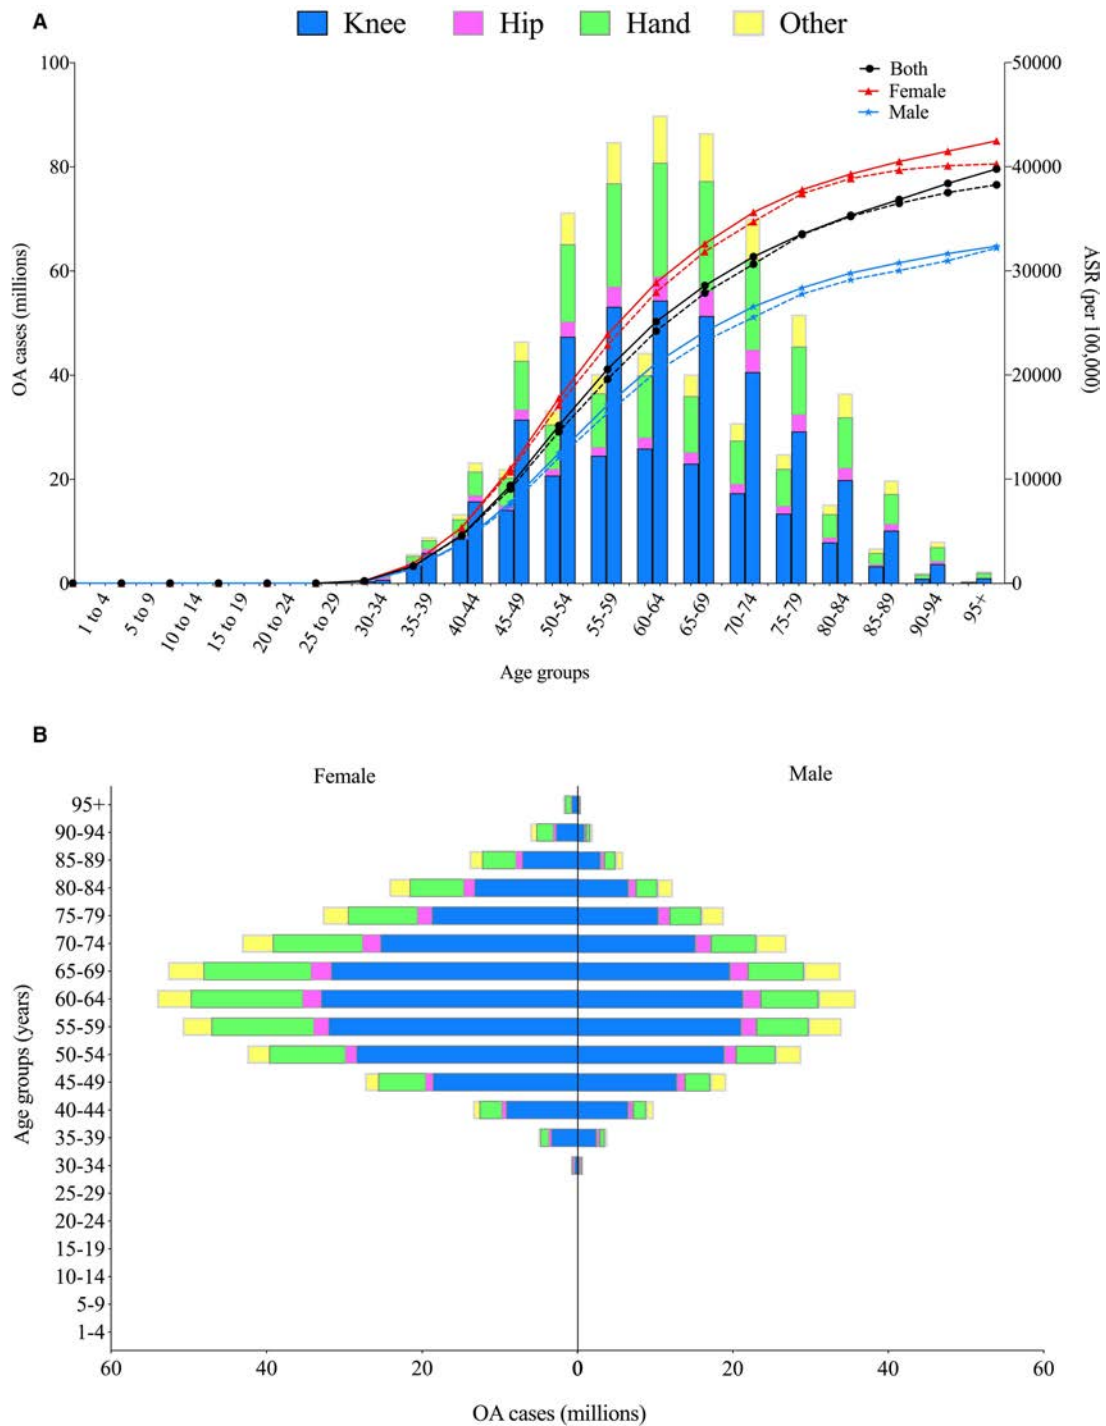 A
Knee Hip Hand Other
Both
Female
Male
100
80
60
40
20
0
OA cases (millions)
50000
40000
30000
20000
10000
0
ASR (per 100,000)
1 to 4
5 to 9
10 to 14
15 to 19
20 to 24
25 to 29
30-34
35-39
40-44
45-49
50-54
55-59
60-64
65-69
70-74
75-79
80-84
85-89
90-94
95+
Age groups
B
Female Male
95+
90-94
85-89
80-84
75-79
70-74
65-69
60-64
55-59
50-54
45-49
40-44
35-39
30-34
25-29
20-24
15-19
10-14
5-9
1-4
Age groups (years)
60 40 20 0 20 40 60
OA cases (millions)